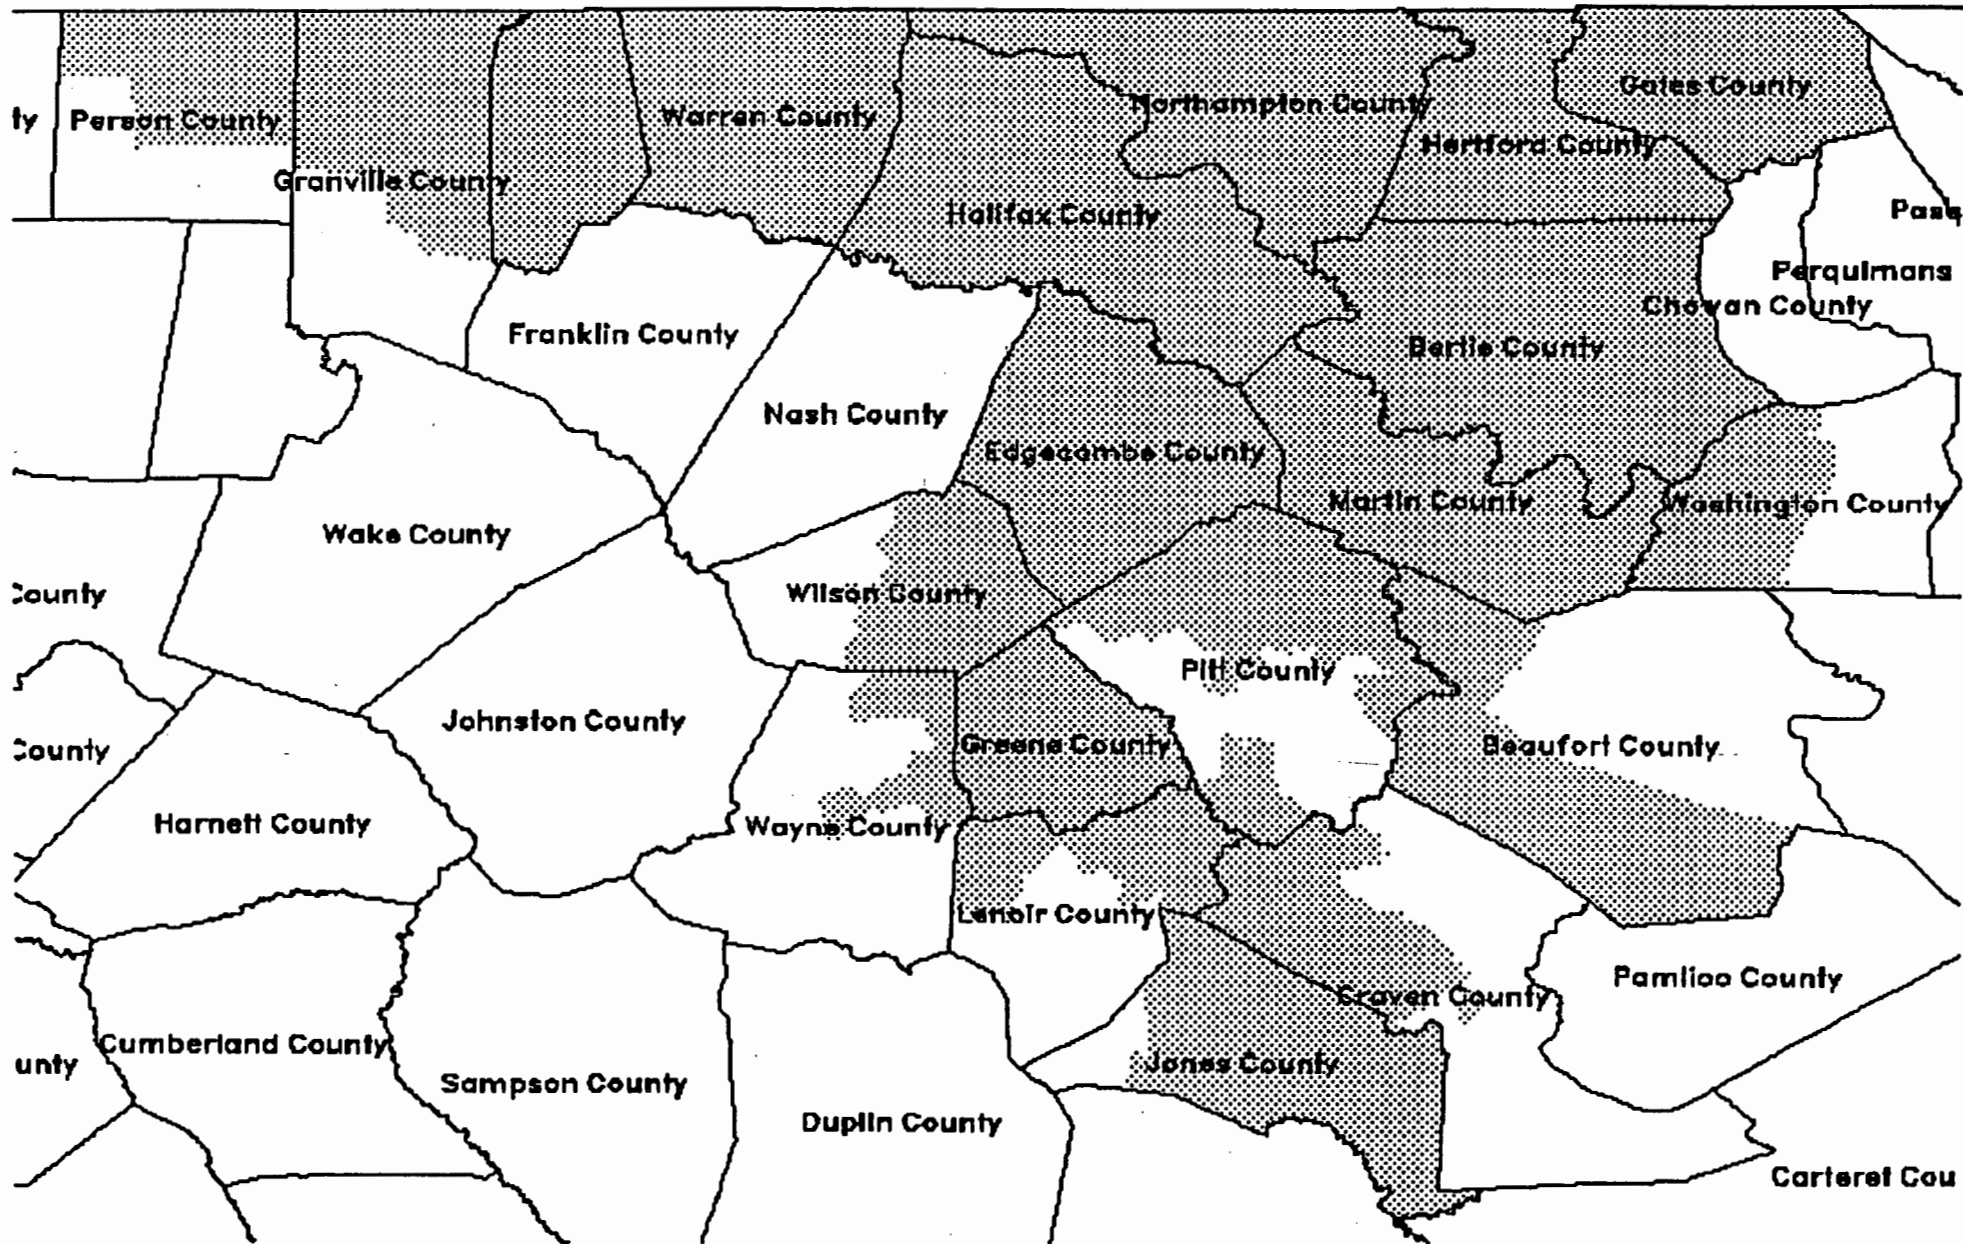 Gates County
Northampton County
ty
Person County
Warren County
Hertford County
Granville County
Halifax County
Pasq
Perquimans
Chowan County
Franklin County
Bertie County
Nash County
Edgecombe County
Martin County
Washington County
Wake County
County
Wilson County
Pitt County
Johnston County
Greene County
Beaufort County
County
Harnett County
Wayne County
Lenoir County
Pamlico County
Craven County
Cumberland County
unty
Jones County
Sampson County
Duplin County
Carteret Cou